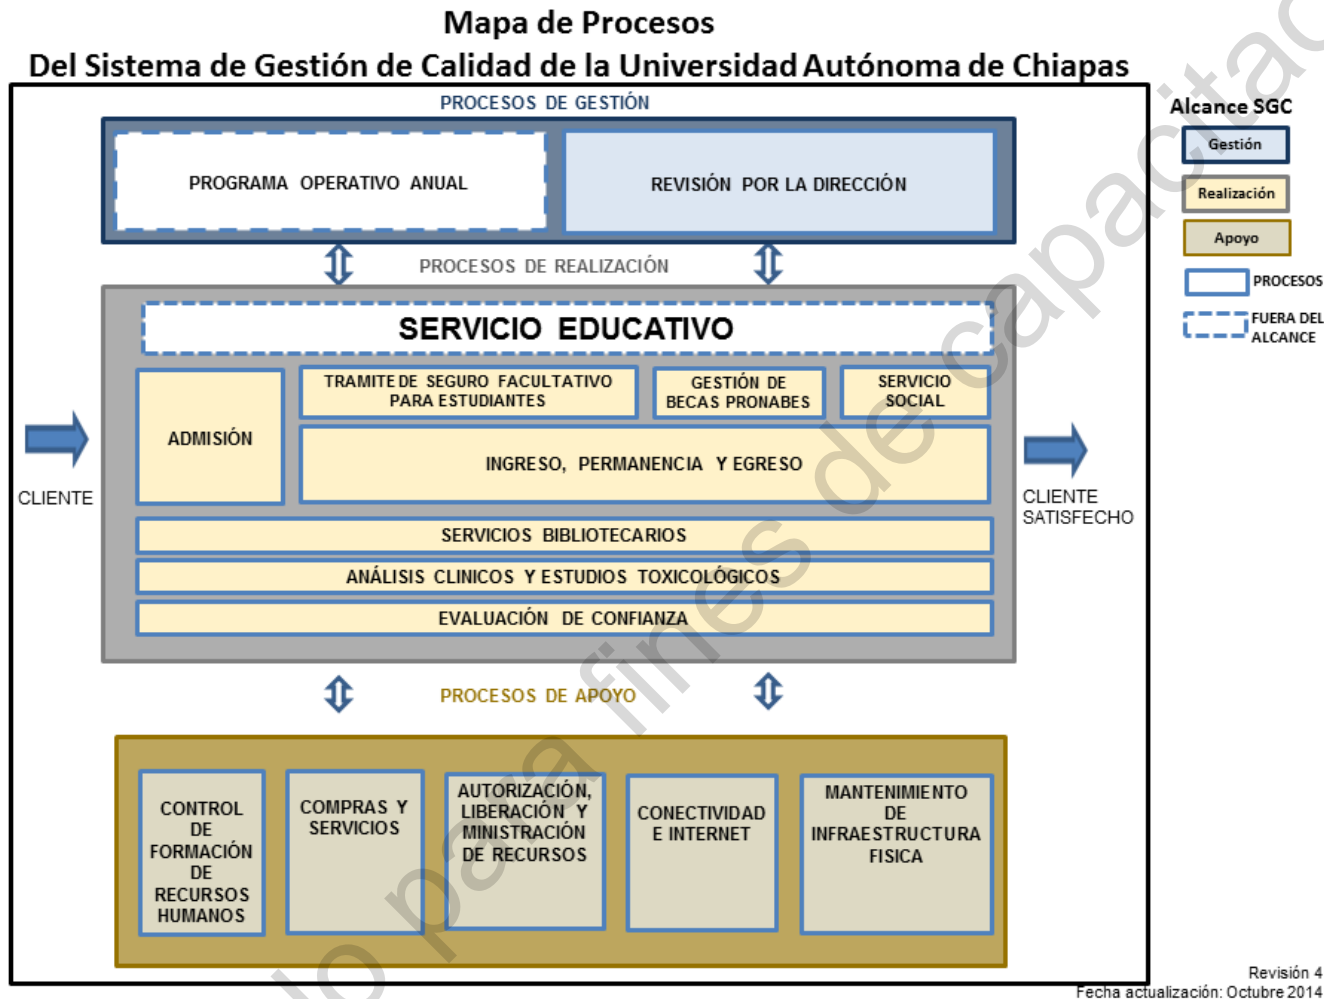 Mapa de Procesos
Del Sistema de Gestión de Calidad de la Universidad Autónoma de Chiapas
PROCESOS DE GESTIÓN
PROGRAMA OPERATIVO ANUAL
REVISIÓN POR LA DIRECCIÓN
PROCESOS DE REALIZACIÓN
SERVICIO EDUCATIVO
ADMISIÓN
TRAMITE DE SEGURO FACULTATIVO
PARA ESTUDIANTES
GESTIÓN DE
BECAS PRONABES
SERVICIO
SOCIAL
INGRESO, PERMANENCIA Y EGRESO
SERVICIOS BIBLIOTECARIOS
ANÁLISIS CLINICOS Y ESTUDIOS TOXICOLÓGICOS
EVALUACIÓN DE CONFIANZA
CLIENTE
CLIENTE
SATISFECHO
PROCESOS DE APOYO
CONTROL
DE
FORMACIÓN
DE
RECURSOS
HUMANOS
COMPRAS Y
SERVICIOS
AUTORIZACIÓN,
LIBERACIÓN Y
MINISTRACIÓN
DE RECURSOS
CONECTIVIDAD
E INTERNET
MANTENIMIENTO
DE
INFRAESTRUCTURA
FISICA
Alcance SGC
Gestión
Realización
Apoyo
PROCESOS
FUERA DEL
ALCANCE
Revisión 4
Fecha actualización: Octubre 2014
para fines de capacitac